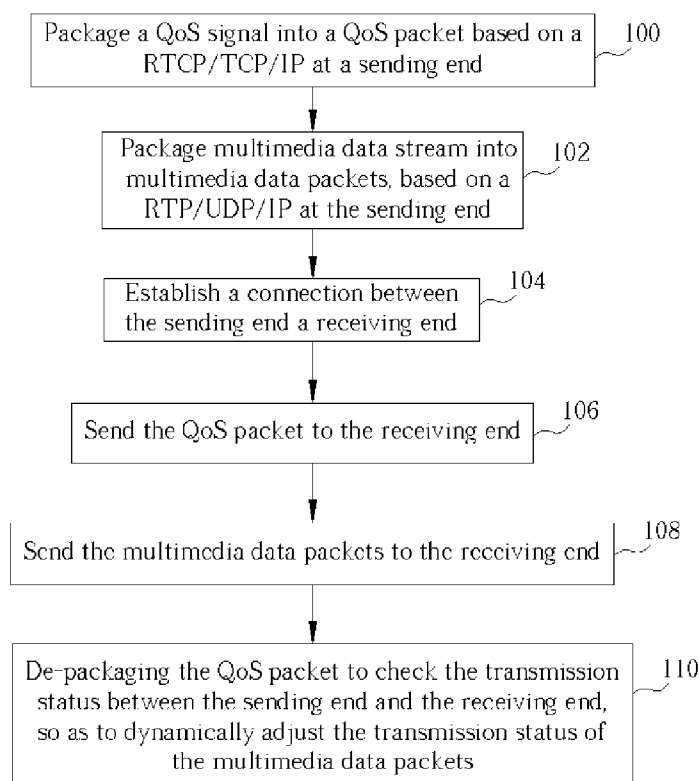 Package a QoS signal into a QoS packet based on a
RTCP/TCP/IP at a sending end
100
Package multimedia data stream into
multimedia data packets, based on a
RTP/UDP/IP at the sending end
102
Establish a connection between
the sending end a receiving end
104
Send the QoS packet to the receiving end
106
Send the multimedia data packets to the receiving end
108
De-packaging the QoS packet to check the transmission
status between the sending end and the receiving end,
so as to dynamically adjust the transmission status of
the multimedia data packets
110